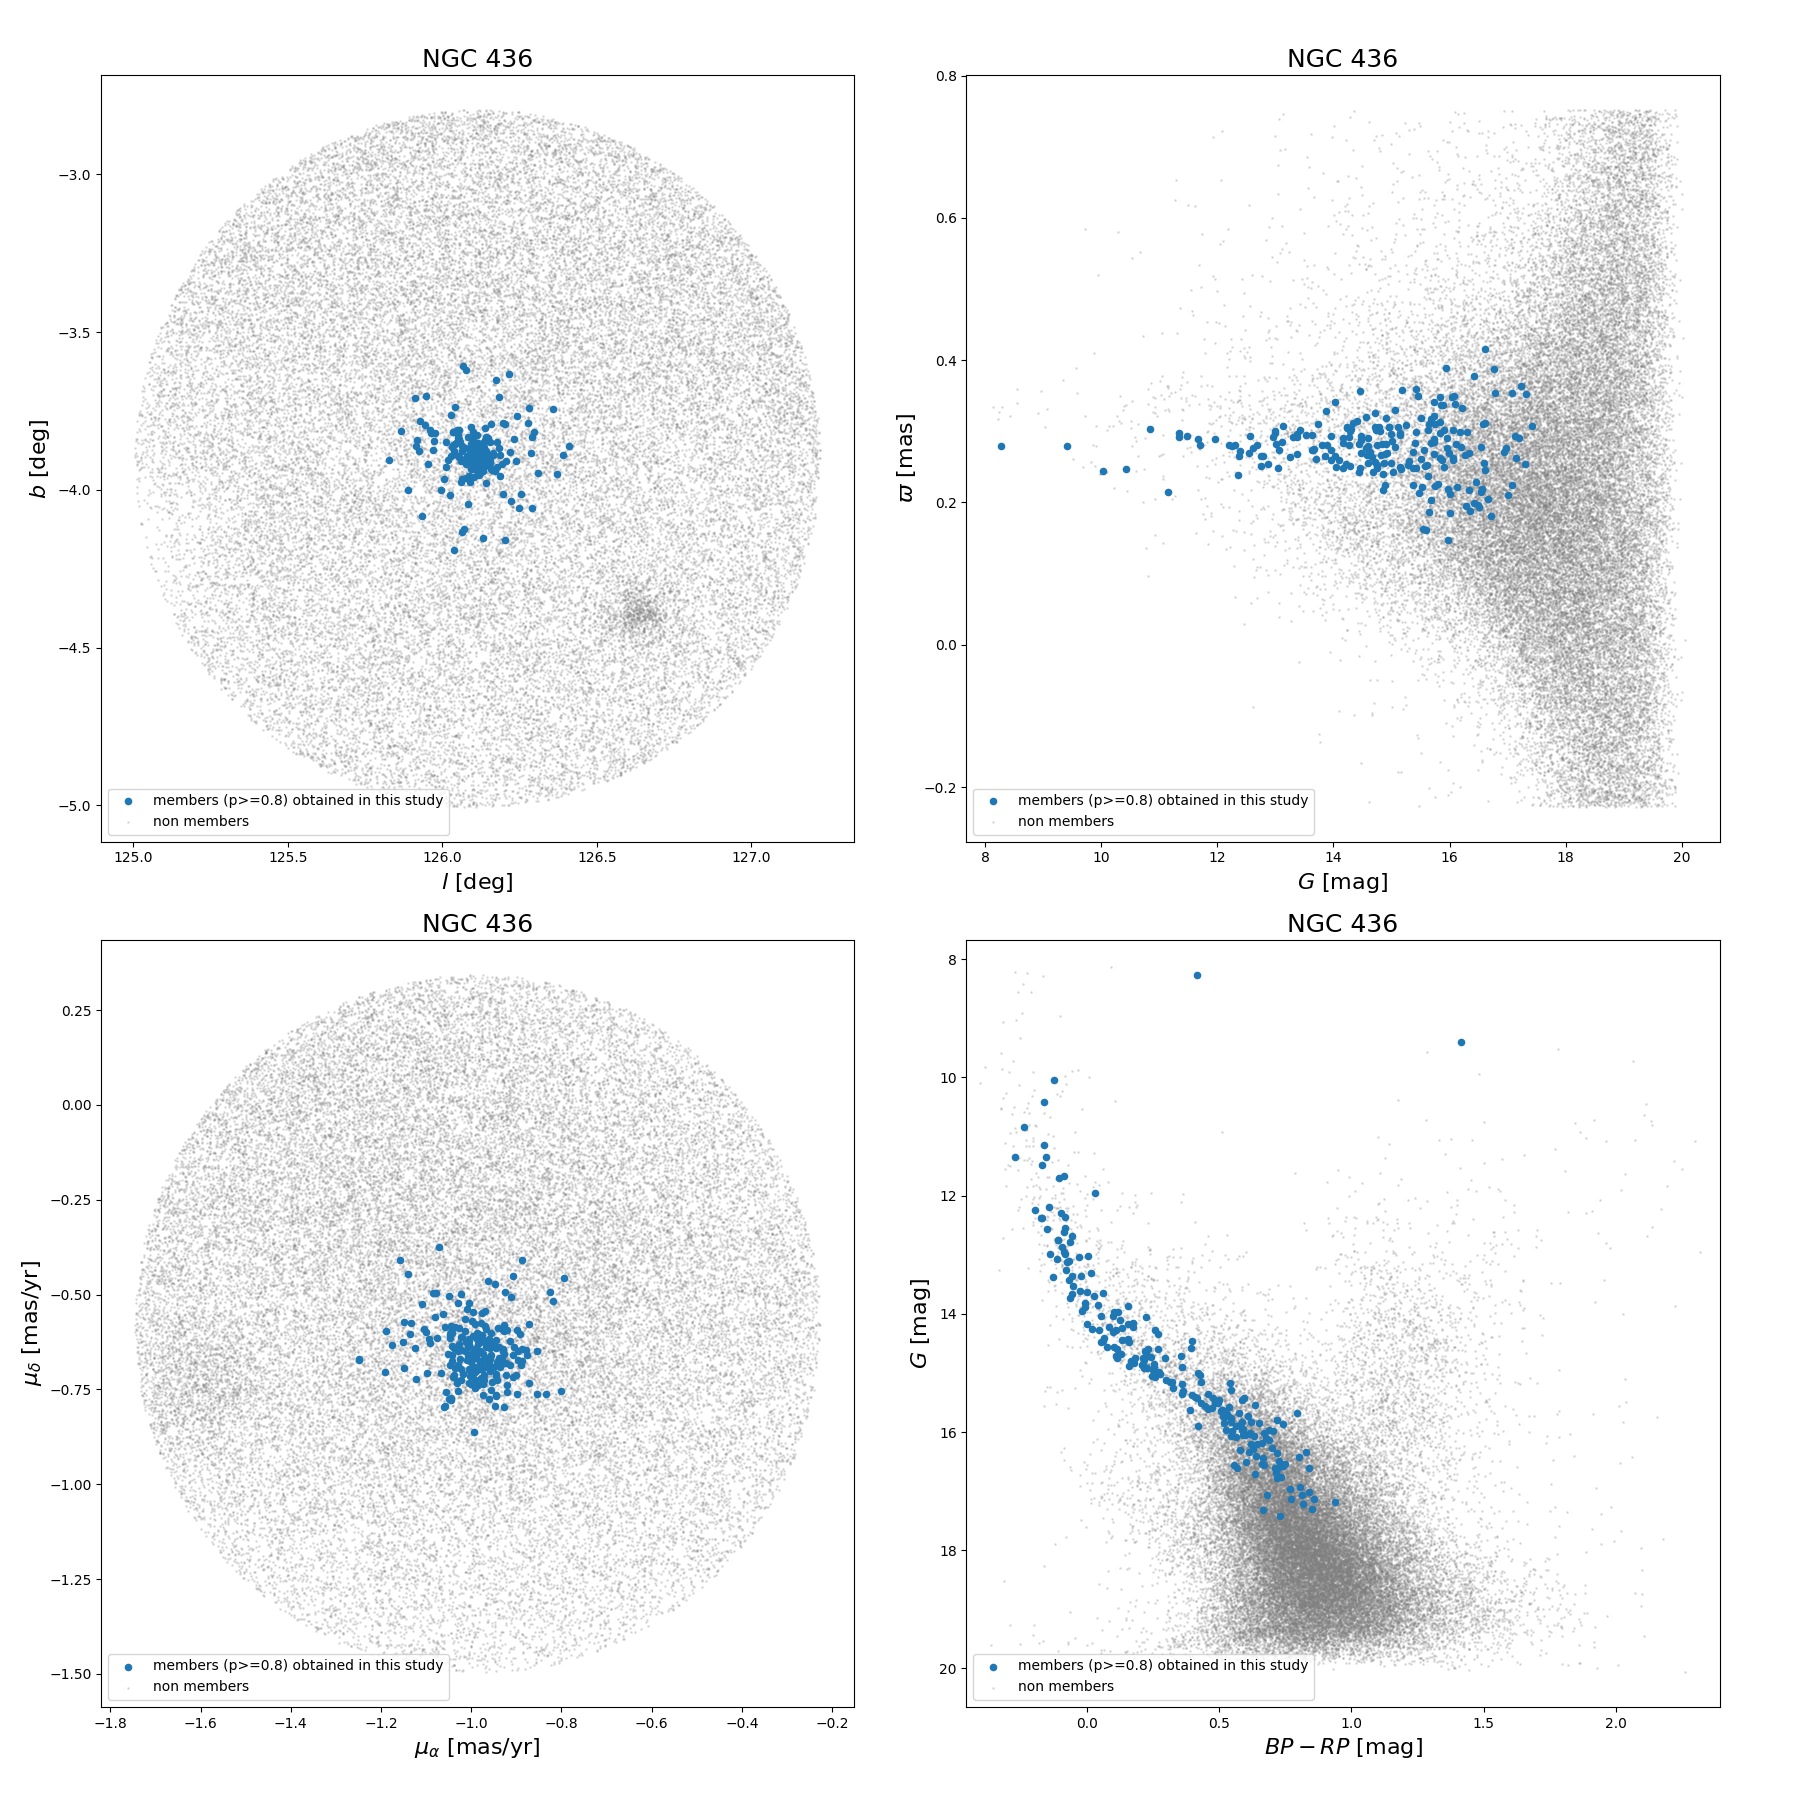 NGC 436
b [deg]
−3.0
−3.5
−4.0
−4.5
−5.0
members (p>=0.8) obtained in this study
non members
125.0 125.5 126.0 126.5 127.0
l [deg]
NGC 436
ϖ [mas]
0.8
0.6
0.4
0.2
0.0
−0.2
members (p>=0.8) obtained in this study
non members
8 10 12 14 16 18 20
G [mag]
NGC 436
μδ [mas/yr]
0.25
0.00
−0.25
−0.50
−0.75
−1.00
−1.25
−1.50
members (p>=0.8) obtained in this study
non members
−1.8 −1.6 −1.4 −1.2 −1.0 −0.8 −0.6 −0.4 −0.2
μα [mas/yr]
NGC 436
G [mag]
8
10
12
14
16
18
20
members (p>=0.8) obtained in this study
non members
0.0 0.5 1.0 1.5 2.0
BP − RP [mag]